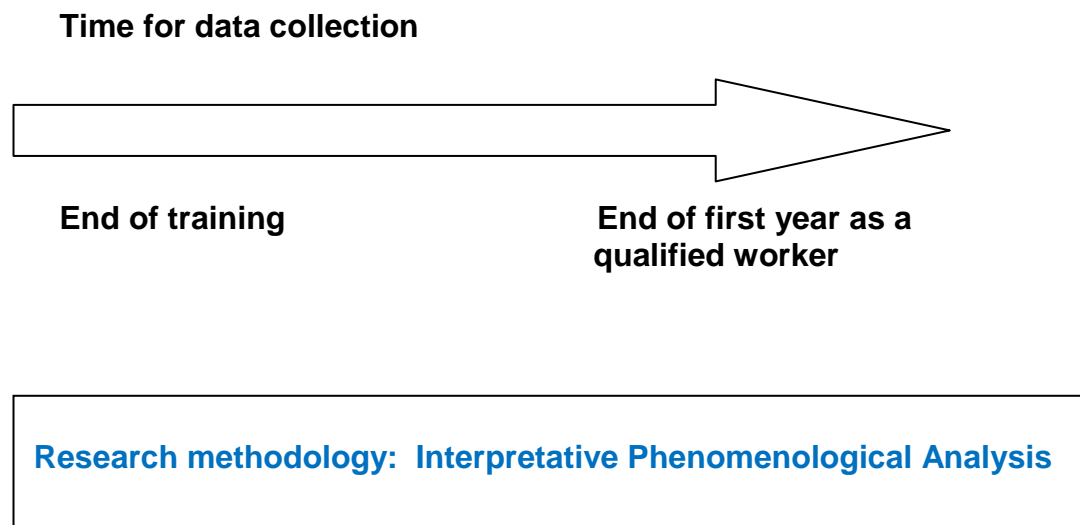 Time for data collection
End of training
End of first year as a
qualified worker
Research methodology:  Interpretative Phenomenological Analysis